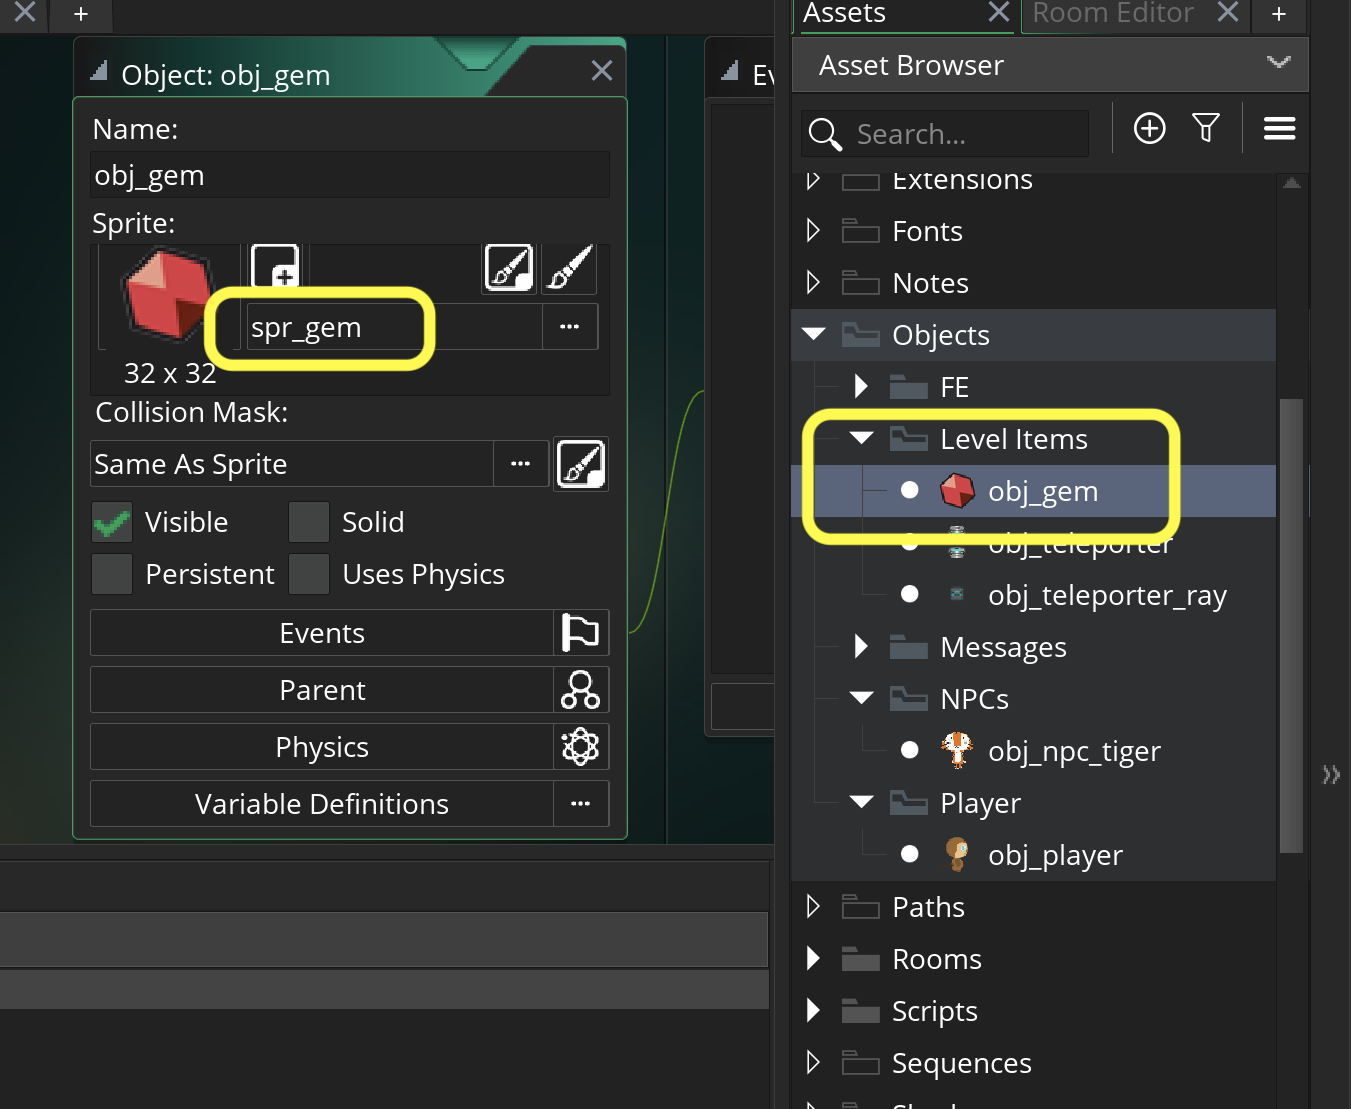 +
Object: obj_gem
Name:
obj_gem
Sprite:
spr_gem
...
32 x 32
Collision Mask:
Same As Sprite
...
Visible
Solid
Persistent
Uses Physics
Events
Parent
Physics
Variable Definitions
...
Assets
Room Editor
+
Asset Browser
Search...
Extensions
Fonts
Notes
Objects
FE
Level Items
obj_gem
obj_teleporter
obj_teleporter_ray
Messages
NPCs
obj_npc_tiger
Player
obj_player
Paths
Rooms
Scripts
Sequences